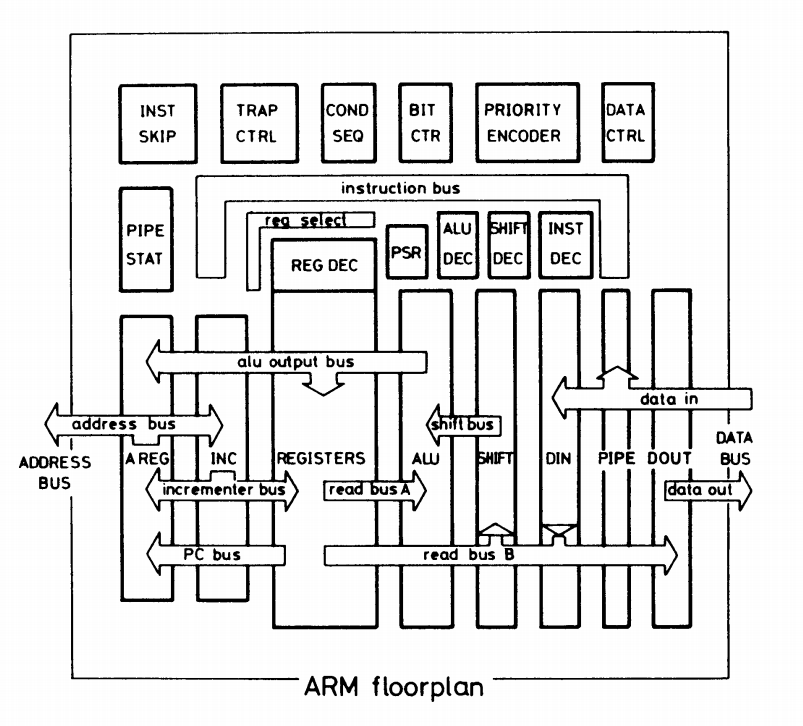 INST SKIP
TRAP CTRL
COND SEQ
BIT CTR
PRIORITY ENCODER
DATA CTRL
instruction bus
PIPE STAT
reg select
REG DEC
PSR
ALU DEC
SHIFT DEC
INST DEC
alu output bus
data in
address bus
shift bus
ADDRESS BUS
A REG
INC
REGISTERS
ALU
SHIFT
DIN
PIPE
DOUT
DATA BUS
incrementer bus
read bus A
data out
PC bus
read bus B
ARM floorplan